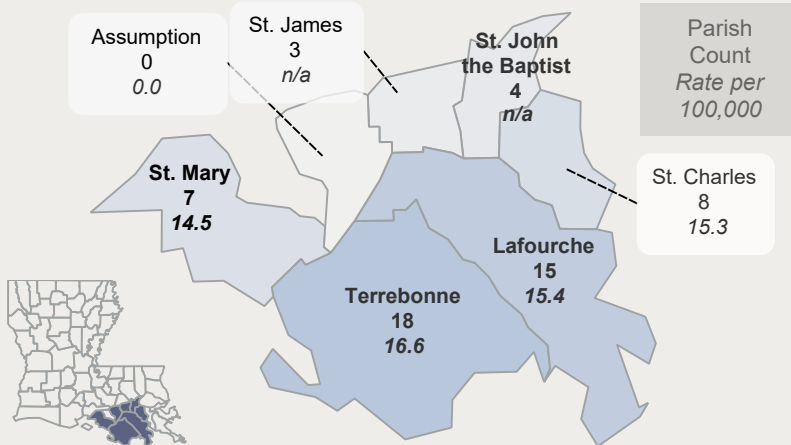 Assumption
0
0.0
St. James
3
n/a
St. John
the Baptist
4
n/a
Parish
Count
Rate per
100,000
St. Mary
7
14.5
St. Charles
8
15.3
Lafourche
15
15.4
Terrebonne
18
16.6